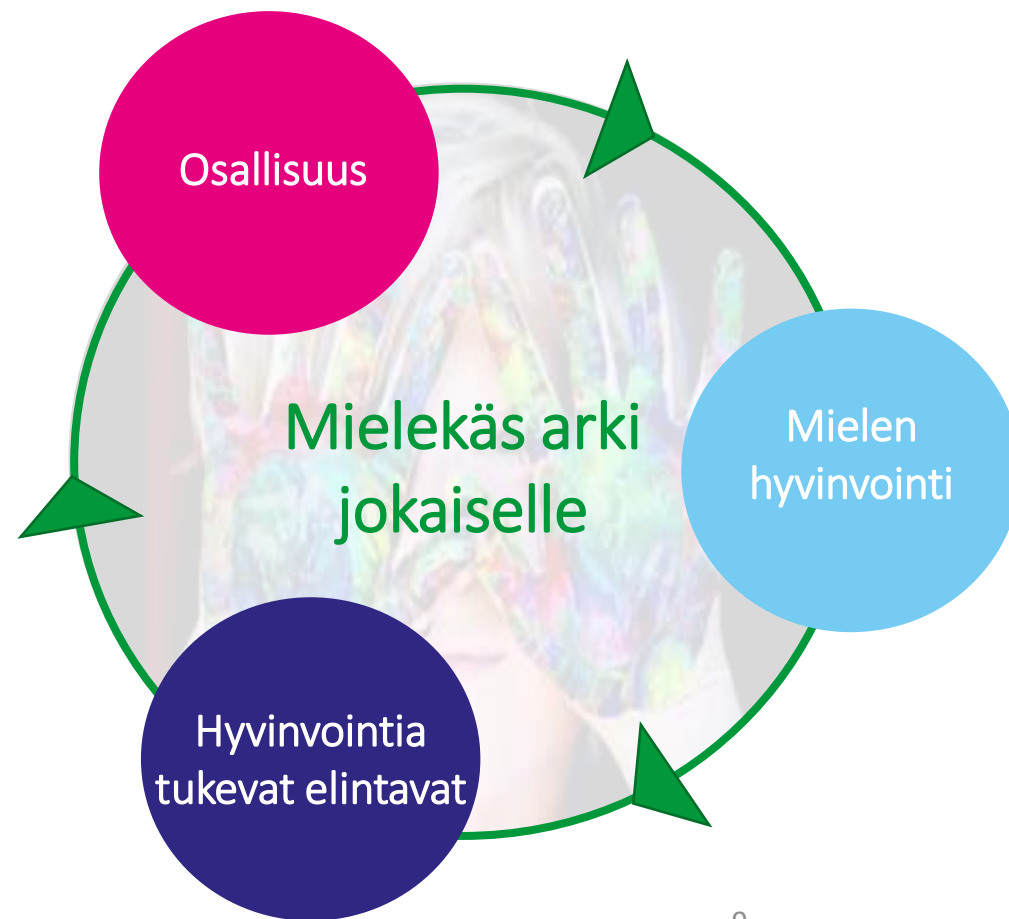 Osallisuus
Mielekäs arki
jokaiselle
Mielen
hyvinvointi
Hyvinvointia
tukevat elintavat